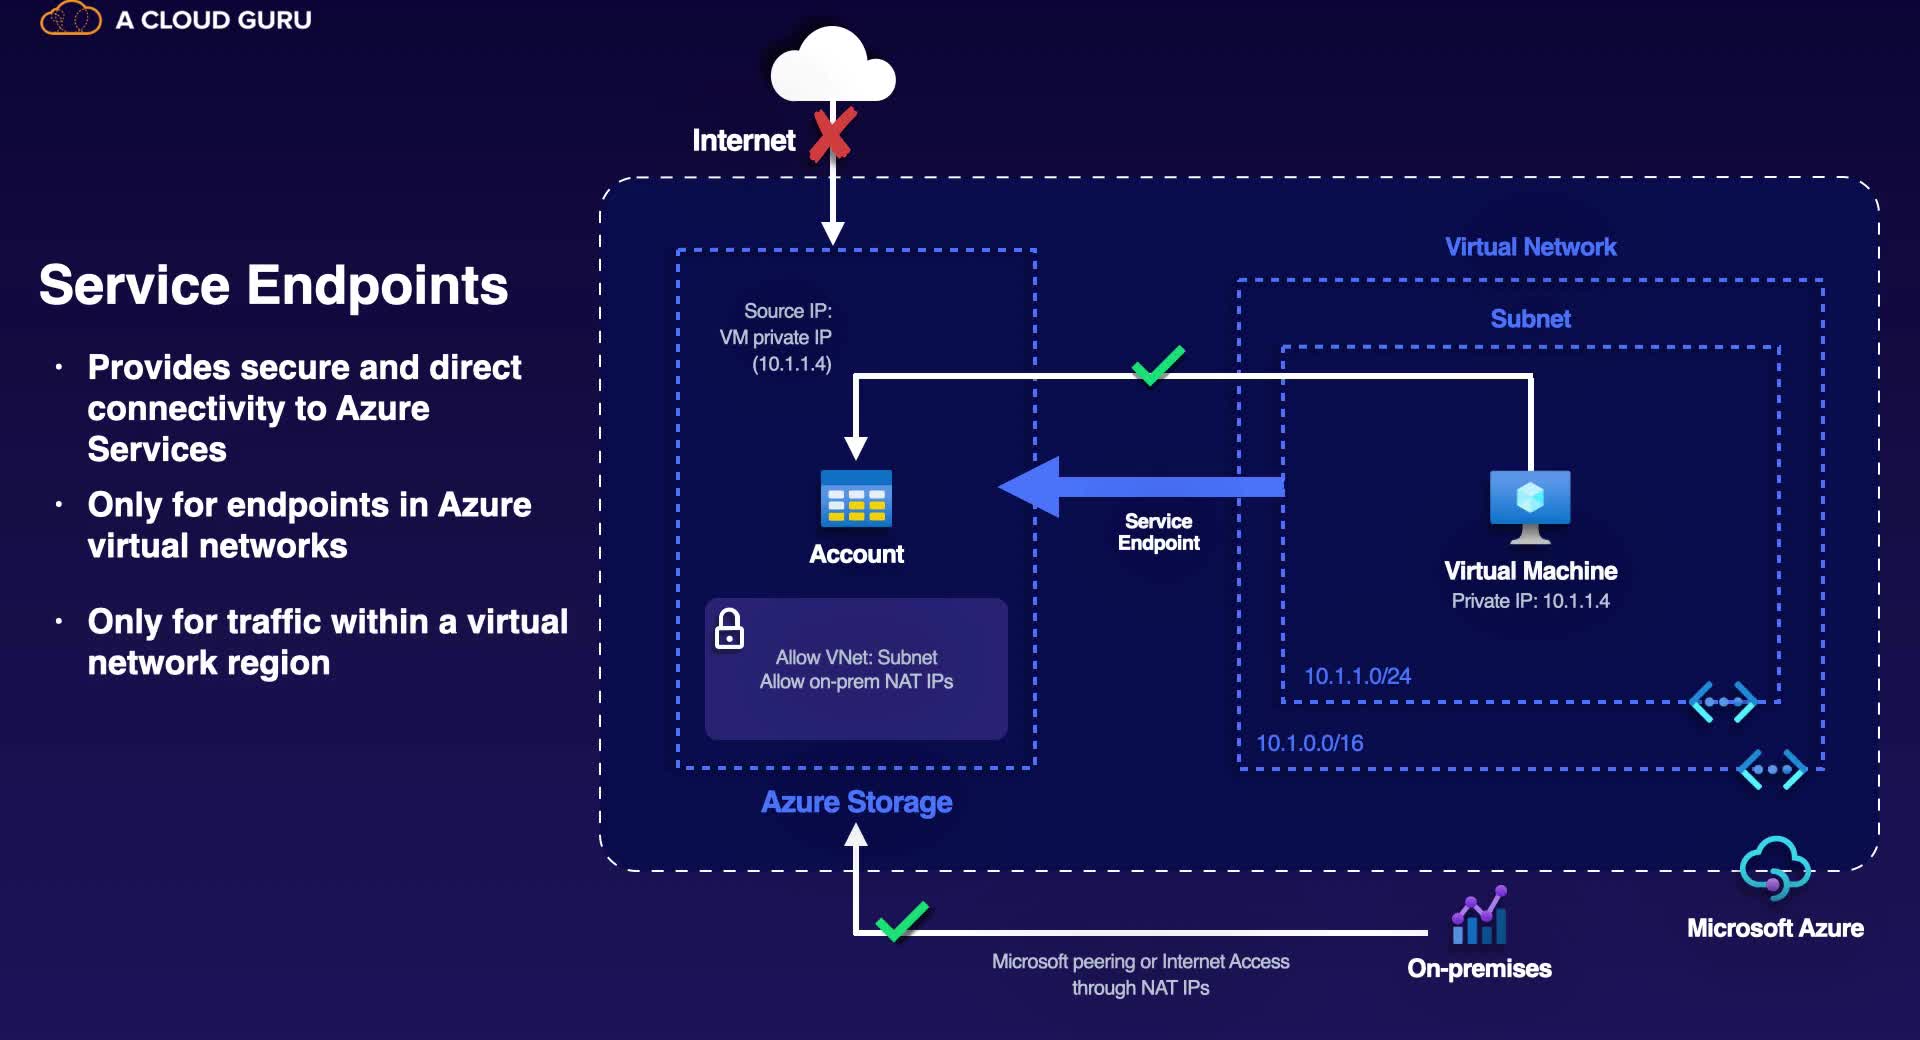 A CLOUD GURU
Internet
Service Endpoints
· Provides secure and direct
connectivity to Azure
Services
· Only for endpoints in Azure
virtual networks
· Only for traffic within a virtual
network region
Source IP:
VM private IP
(10.1.1.4)
Account
Allow VNet: Subnet
Allow on-prem NAT IPs
Azure Storage
Service
Endpoint
Virtual Network
Subnet
Virtual Machine
Private IP: 10.1.1.4
10.1.1.0/24
10.1.0.0/16
Microsoft Azure
On-premises
Microsoft peering or Internet Access
through NAT IPs